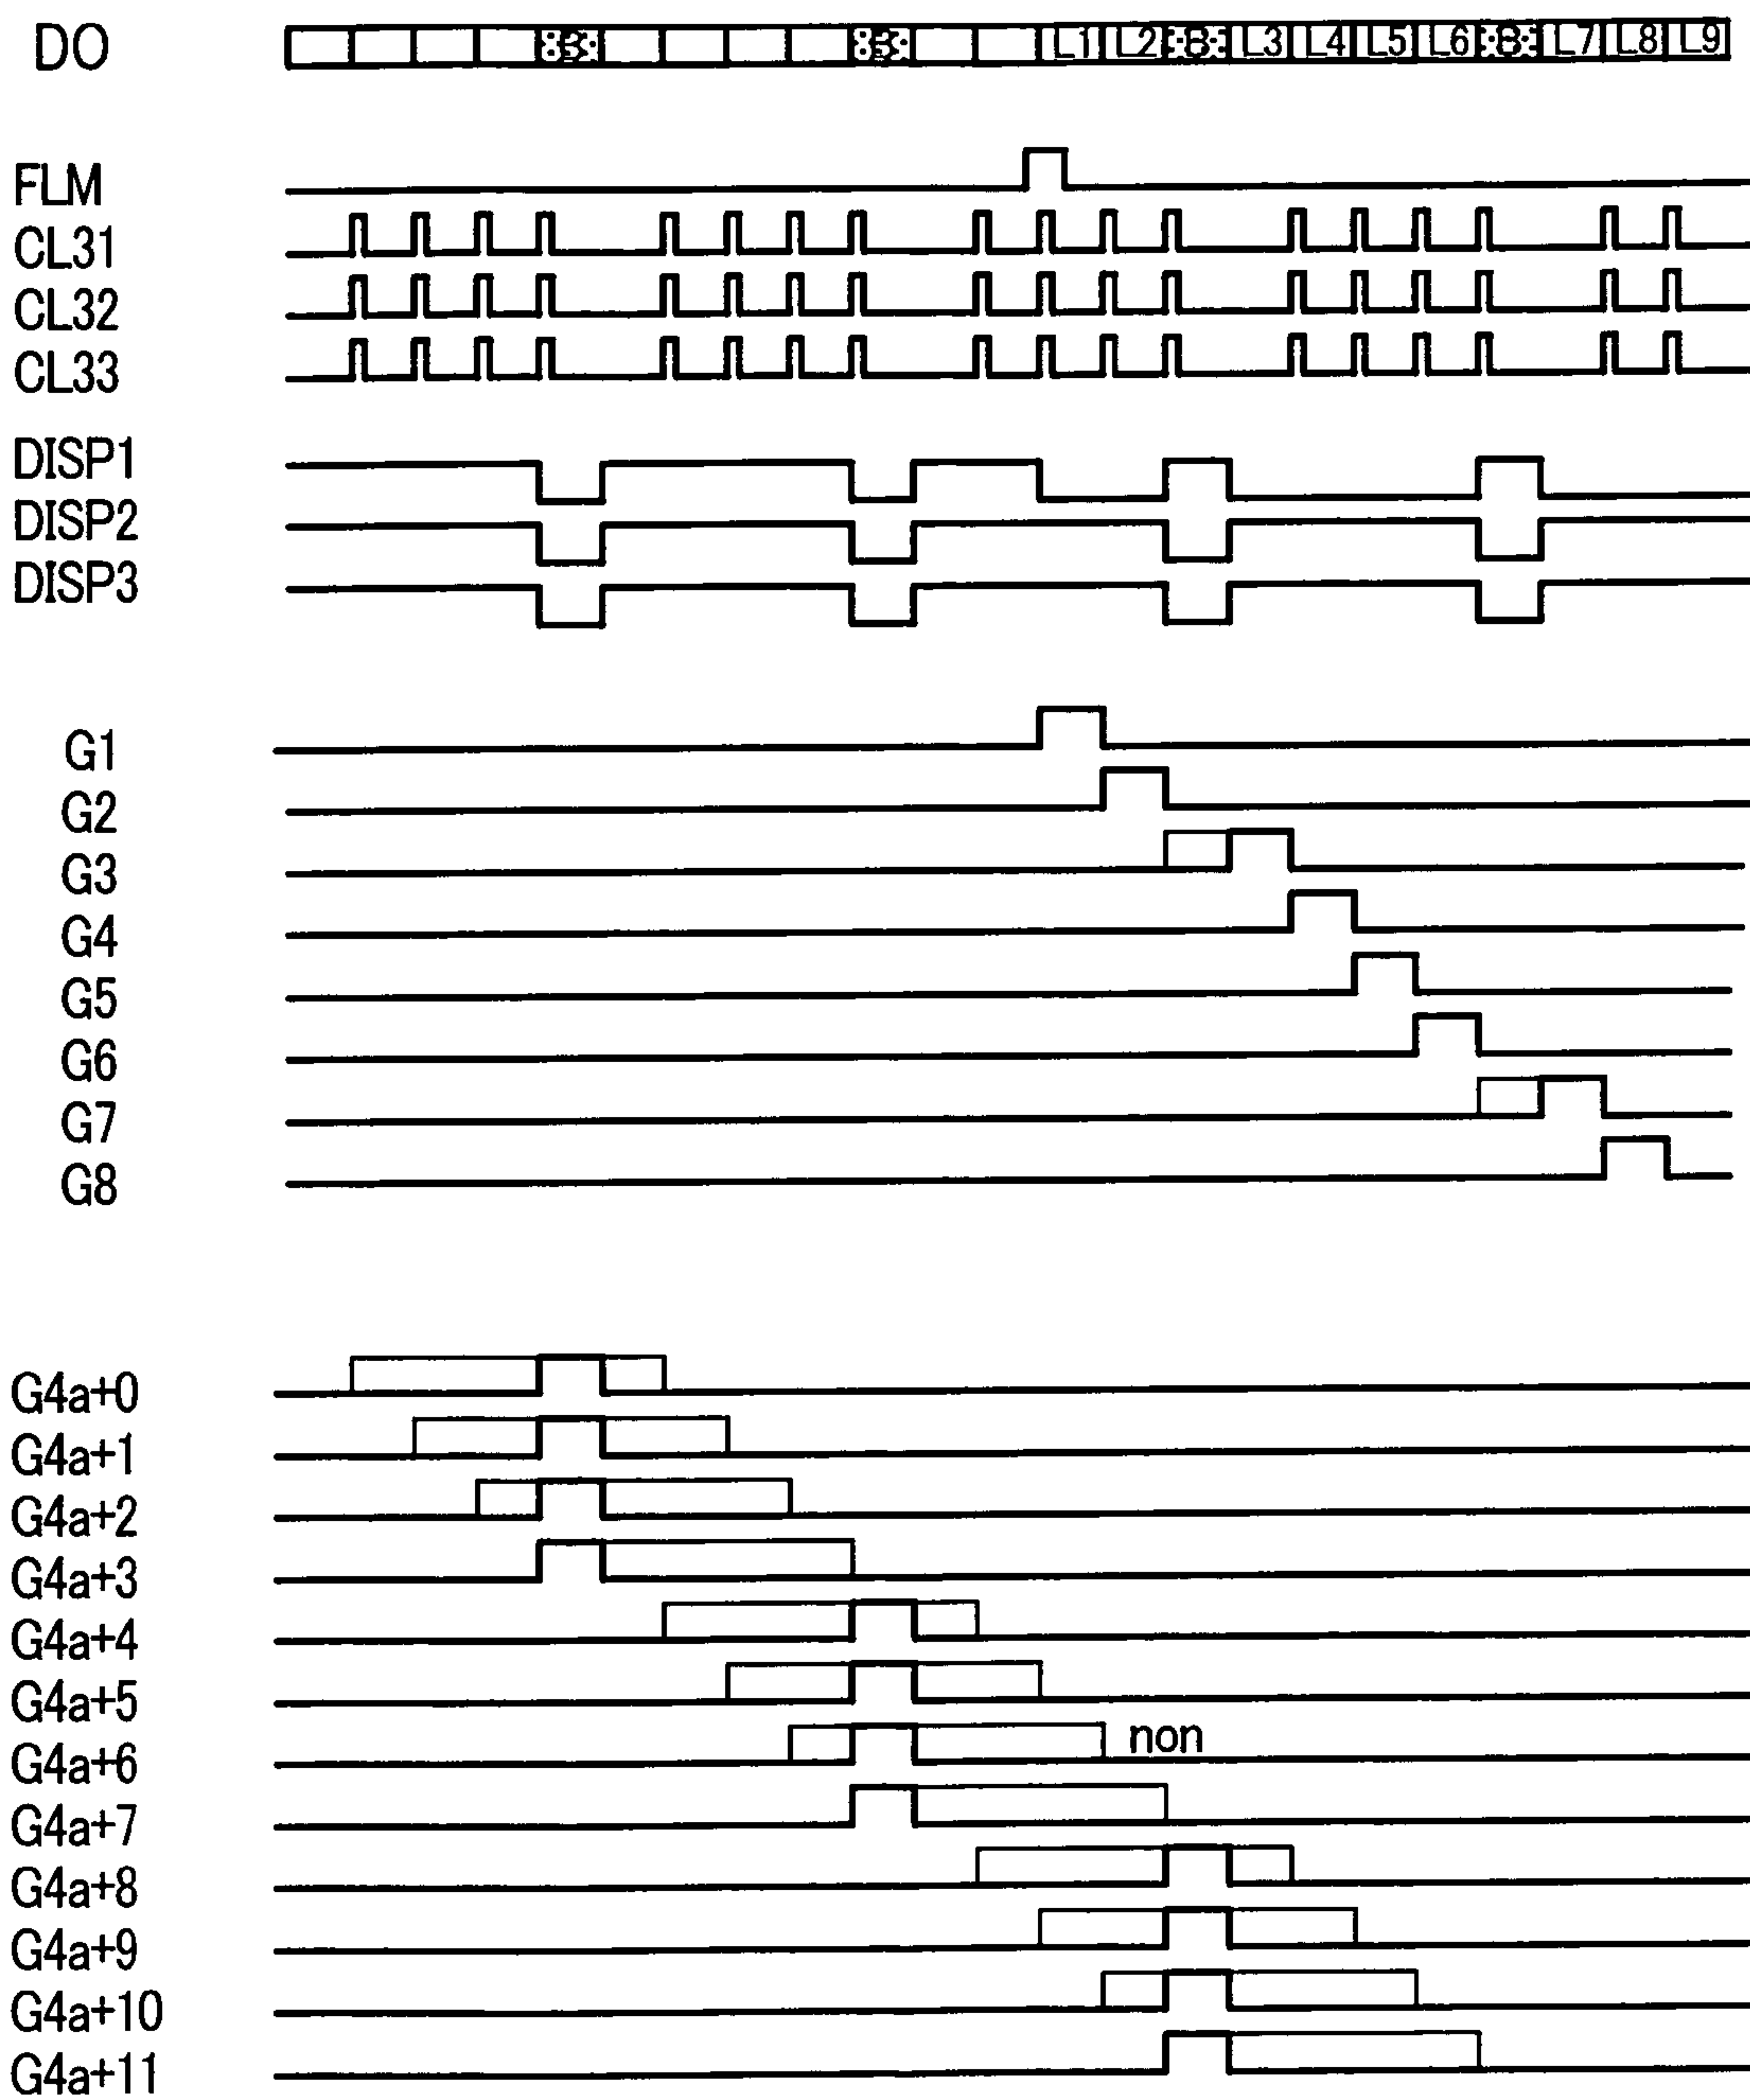 DO B B L1 L2 B L3 L4 L5 L6 B L7 L8 L9
FLM
CL31
CL32
CL33
DISP1
DISP2
DISP3
G1
G2
G3
G4
G5
G6
G7
G8
G4a+0
G4a+1
G4a+2
G4a+3
G4a+4
G4a+5
G4a+6 non
G4a+7
G4a+8
G4a+9
G4a+10
G4a+11